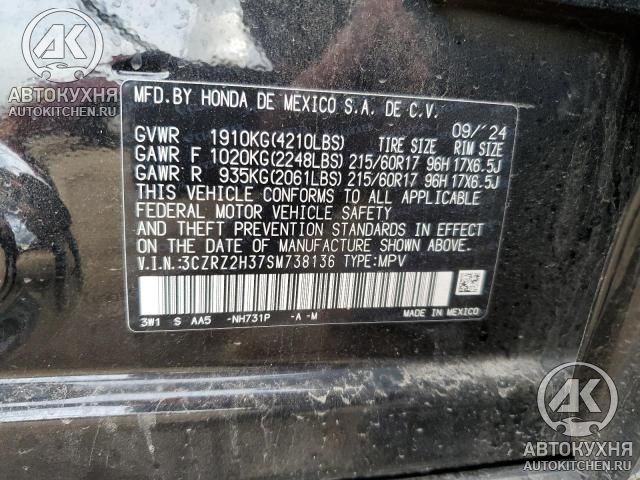 АК
АВТОКУХНЯ
AUTOKITCHEN.RU
MFD.BY HONDA DE MEXICO S.A. DE C.V.
09/'24
GVWR 1910KG(4210LBS) TIRE SIZE RIM SIZE
GAWR F 1020KG(2248LBS) 215/60R17 96H 17X6.5J
GAWR R 935KG(2061LBS) 215/60R17 96H 17X6.5J
THIS VEHICLE CONFORMS TO ALL APPLICABLE
FEDERAL MOTOR VEHICLE SAFETY
AND THEFT PREVENTION STANDARDS IN EFFECT
ON THE DATE OF MANUFACTURE SHOWN ABOVE.
V.I.N.:3CZRZ2H37SM738136 TYPE:MPV
3W1 S AA5 -NH731P -A -M MADE IN MEXICO
АК
АВТОКУХНЯ
AUTOKITCHEN.RU